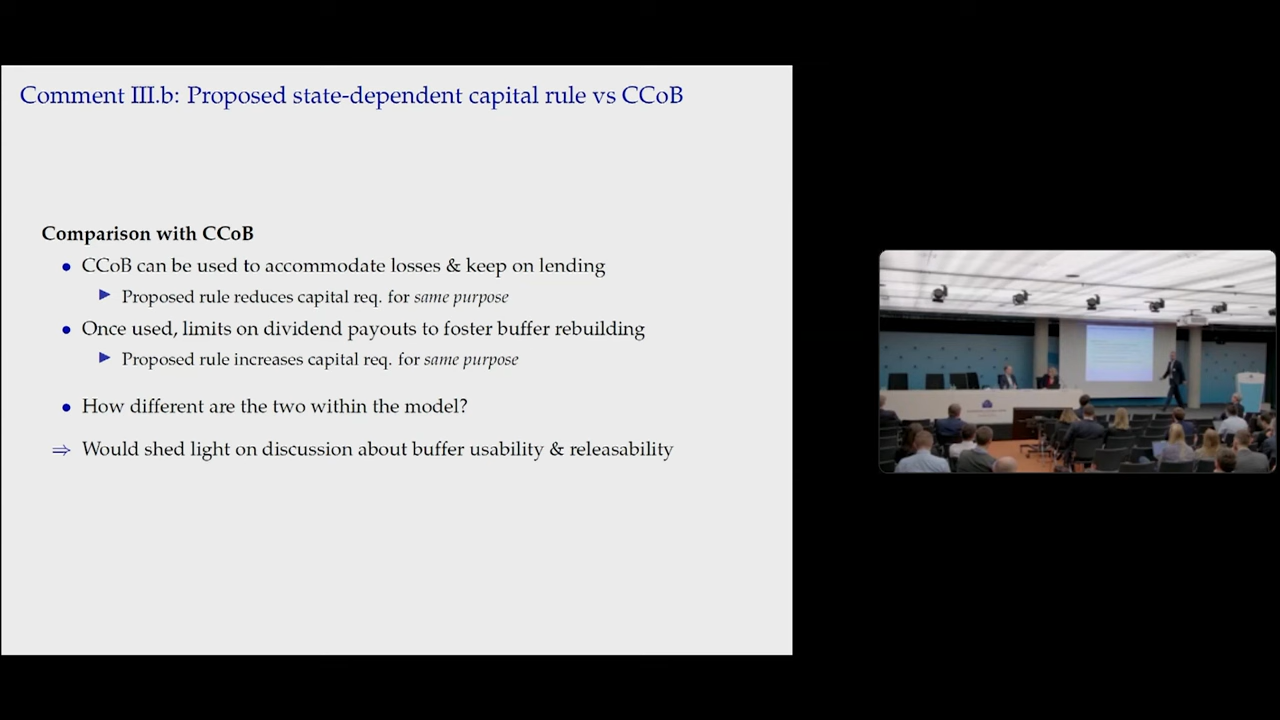 Comment III.b: Proposed state-dependent capital rule vs CCoB
Comparison with CCoB
• CCoB can be used to accommodate losses & keep on lending
▶ Proposed rule reduces capital req. for same purpose
• Once used, limits on dividend payouts to foster buffer rebuilding
▶ Proposed rule increases capital req. for same purpose
• How different are the two within the model?
⇒ Would shed light on discussion about buffer usability & releasability